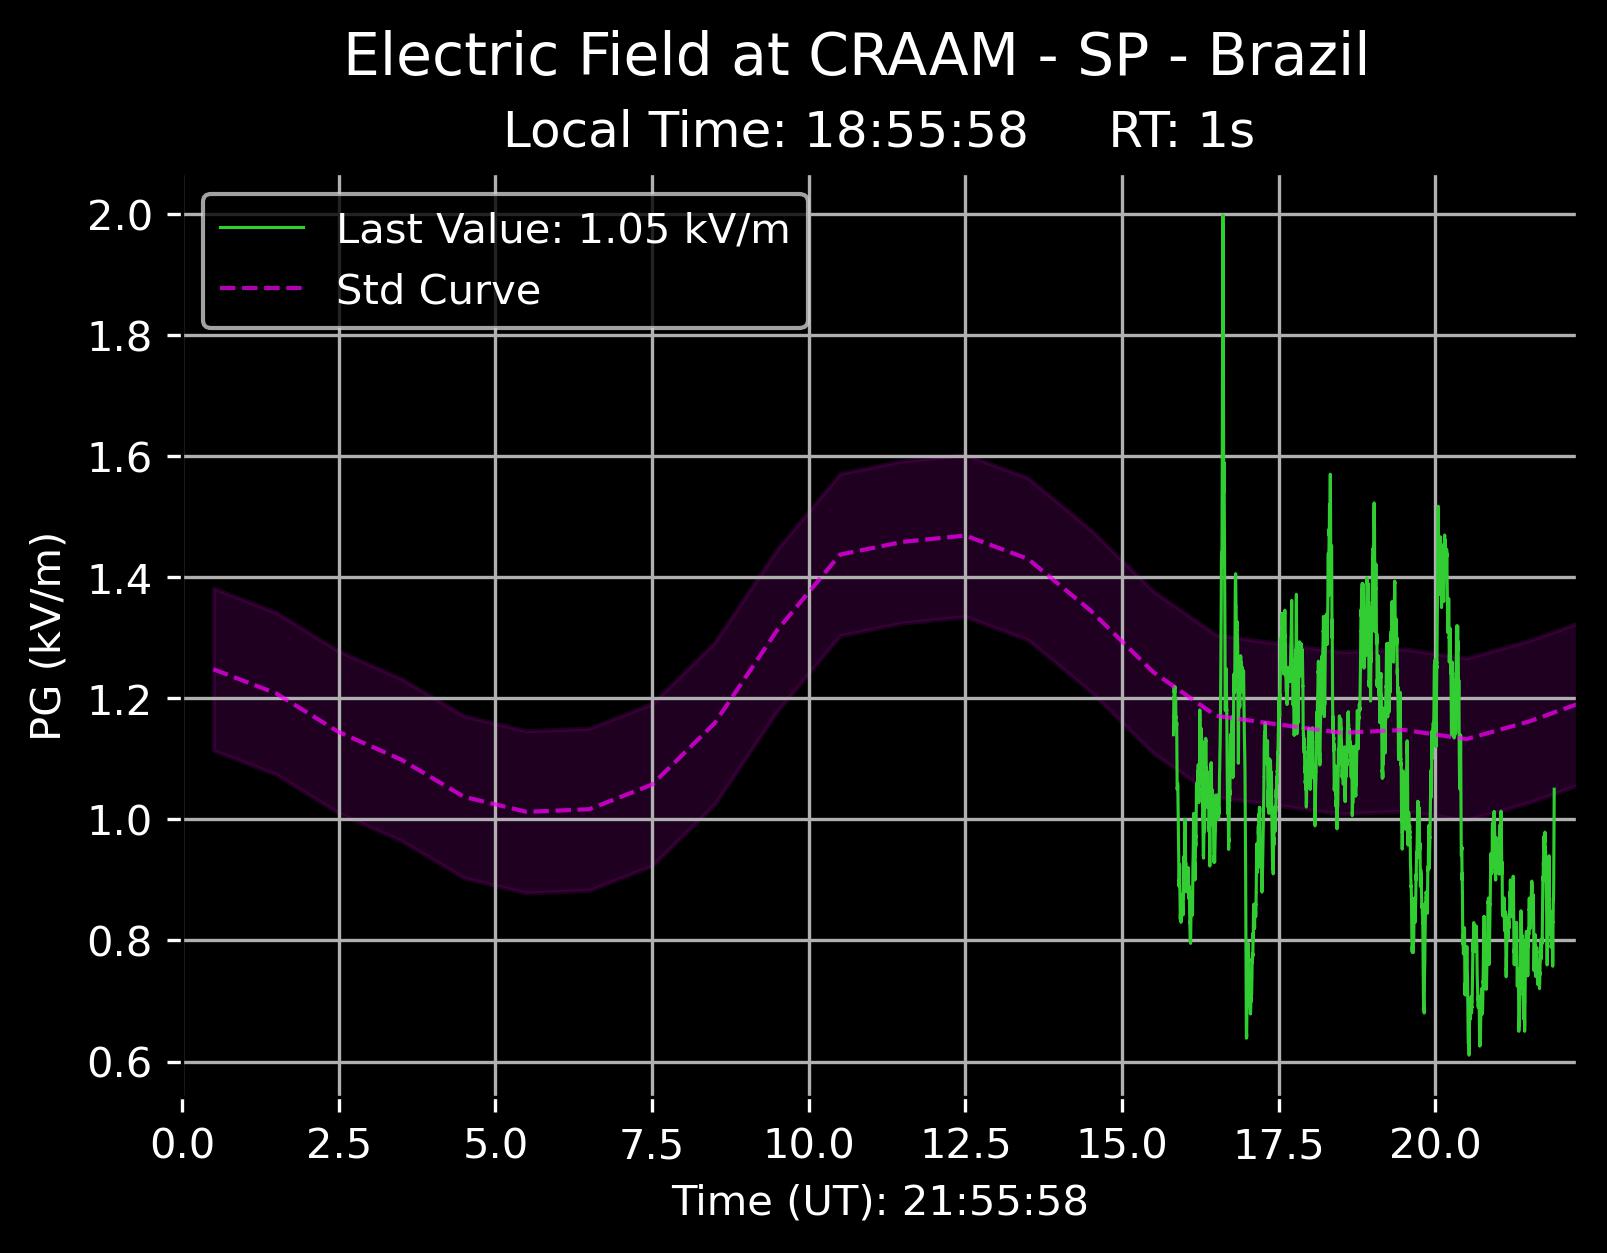 Electric Field at CRAAM - SP - Brazil
Local Time: 18:55:58 RT: 1s
Last Value: 1.05 kV/m
Std Curve
2.0
1.8
1.6
1.4
1.2
1.0
0.8
0.6
PG (kV/m)
0.0 2.5 5.0 7.5 10.0 12.5 15.0 17.5 20.0
Time (UT): 21:55:58